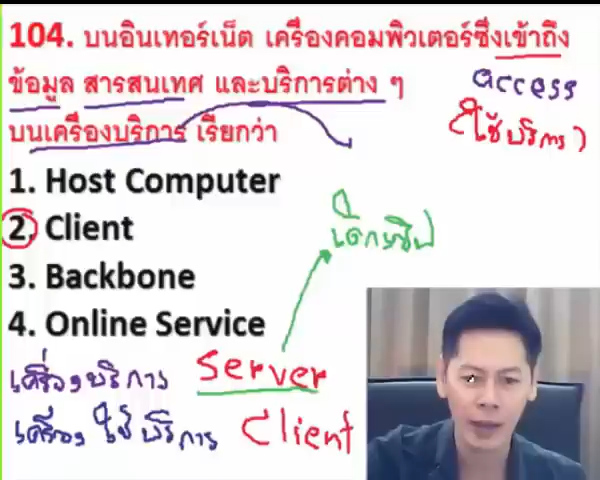 104. บนอินเทอร์เน็ต เครื่องคอมพิวเตอร์ซึ่งเข้าถึง
ข้อมูล สารสนเทศ และบริการต่าง ๆ
access
บนเครื่องบริการ เรียกว่า
(ใช้บริการ)
1. Host Computer
2. Client
3. Backbone
4. Online Service
เครื่องบริการ Server
เครื่องใช้บริการ Client